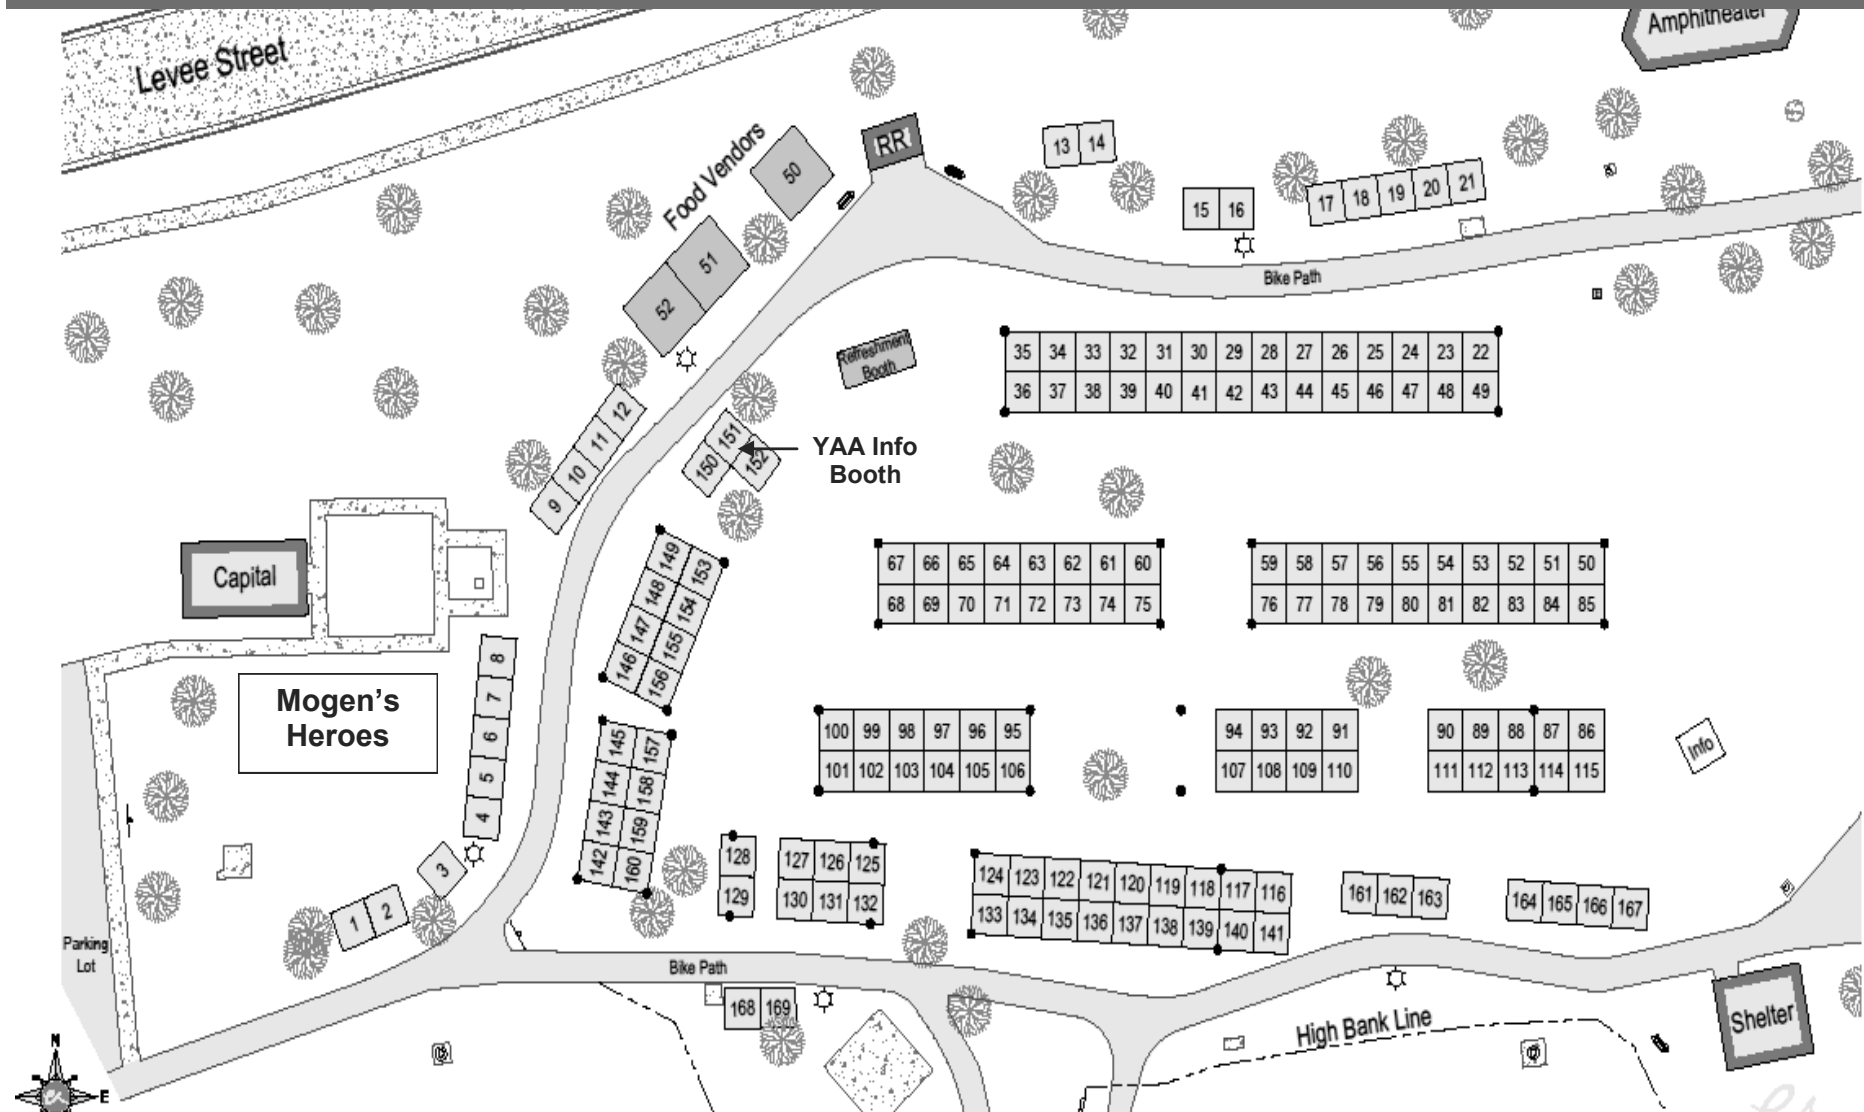 Amphitheater
Levee Street
RR
Food Vendors
50
51
52
13 14
15 16
17 18 19 20 21
Bike Path
Refreshment
Booth
35 34 33 32 31 30 29 28 27 26 25 24 23 22
36 37 38 39 40 41 42 43 44 45 46 47 48 49
12
11
10
9
151
150
152
YAA Info
Booth
Capital
149 153
148 154
147 155
146 156
67 66 65 64 63 62 61 60
68 69 70 71 72 73 74 75
59 58 57 56 55 54 53 52 51 50
76 77 78 79 80 81 82 83 84 85
Mogen's
Heroes
8
7
6
5
4
3
1 2
145 157
144 158
143 159
142 160
100 99 98 97 96 95
101 102 103 104 105 106
94 93 92 91
107 108 109 110
90 89 88 87 86
111 112 113 114 115
Info
128
129
127 126 125
130 131 132
124 123 122 121 120 119 118 117 116
133 134 135 136 137 138 139 140 141
161 162 163
164 165 166 167
Parking
Lot
Bike Path
168 169
High Bank Line
Shelter
N
E